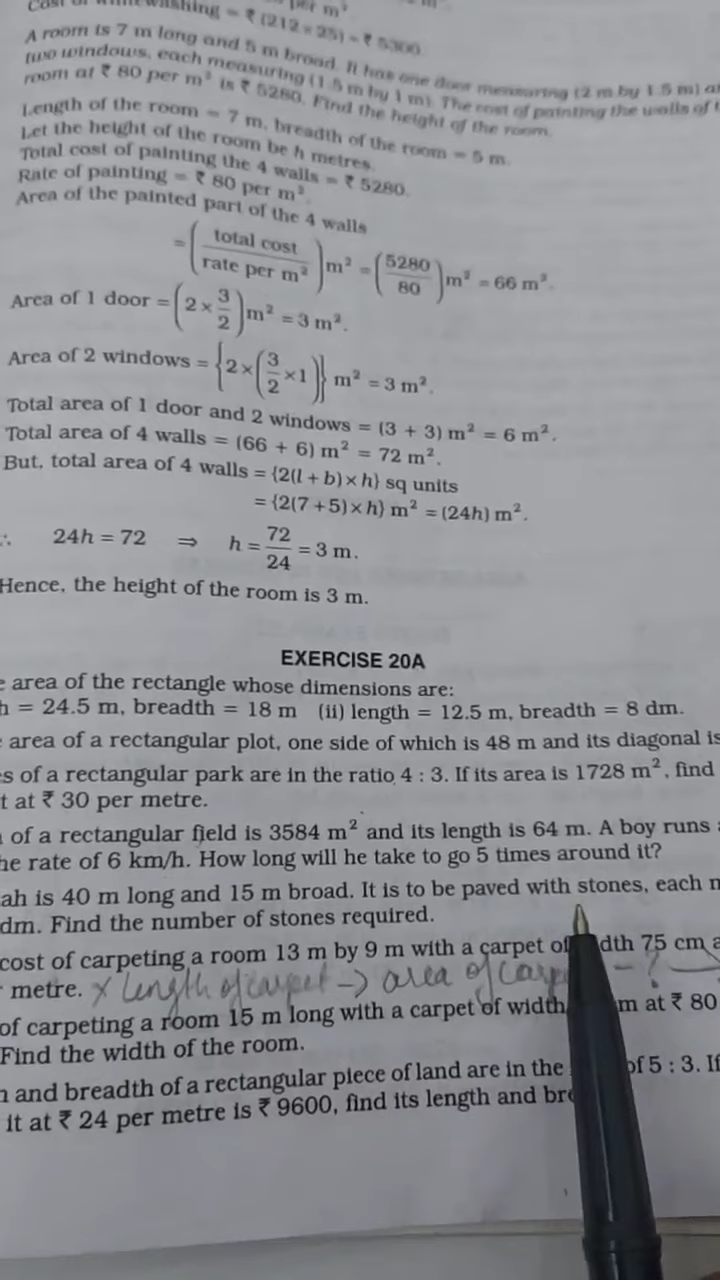 = ₹ (212 × 25) = ₹ 5300
A room is 7 m long and 5 m broad. It has one door measuring (2 m by 1.5 m) a
two windows, each measuring (1.5 m by 1 m). The cost of painting the walls of t
room at ₹ 80 per m² is ₹ 5280. Find the height of the room.
Length of the room = 7 m, breadth of the room = 5 m.
Let the height of the room be h metres.
Total cost of painting the 4 walls = ₹ 5280.
Rate of painting = ₹ 80 per m².
Area of the painted part of the 4 walls
= (total cost / rate per m²) m² = (5280/80) m² = 66 m².
Area of 1 door = (2 × 3/2) m² = 3 m².
Area of 2 windows = {2 × (3/2 × 1)} m² = 3 m².
Total area of 1 door and 2 windows = (3 + 3) m² = 6 m².
Total area of 4 walls = (66 + 6) m² = 72 m².
But, total area of 4 walls = {2(l + b) × h} sq units
= {2(7 + 5) × h} m² = (24h) m².
∴ 24h = 72 ⇒ h = 72/24 = 3 m.
Hence, the height of the room is 3 m.
EXERCISE 20A
area of the rectangle whose dimensions are:
h = 24.5 m, breadth = 18 m (ii) length = 12.5 m, breadth = 8 dm.
area of a rectangular plot, one side of which is 48 m and its diagonal is
s of a rectangular park are in the ratio 4 : 3. If its area is 1728 m², find
t at ₹ 30 per metre.
of a rectangular field is 3584 m² and its length is 64 m. A boy runs
he rate of 6 km/h. How long will he take to go 5 times around it?
ah is 40 m long and 15 m broad. It is to be paved with stones, each m
dm. Find the number of stones required.
cost of carpeting a room 13 m by 9 m with a carpet of dth 75 cm a
metre. × length of carpet → area of carp - ?
of carpeting a room 15 m long with a carpet of width m at ₹ 80
Find the width of the room.
h and breadth of a rectangular piece of land are in the of 5 : 3. If
it at ₹ 24 per metre is ₹ 9600, find its length and bre